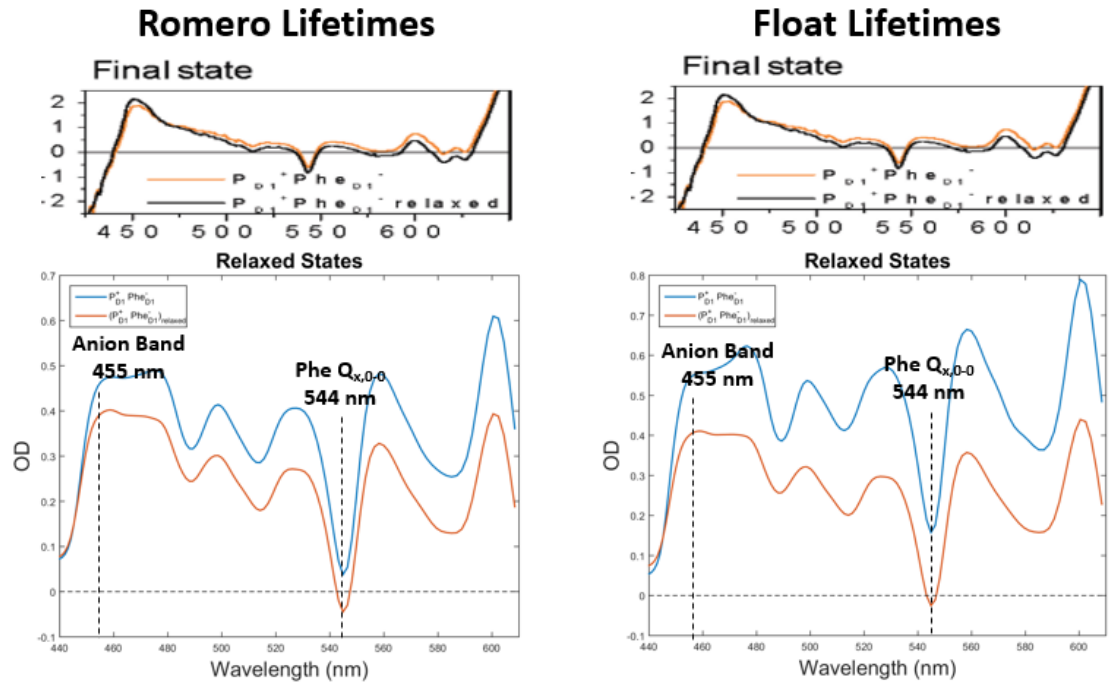 Romero Lifetimes
Final state
2
1
0
-1
-2
P D1 + Phe D1 -
P D1 + Phe D1 - relaxed
450 500 550 600
Relaxed States
P+D1 Phe-D1
(P+D1 Phe-D1)relaxed
Anion Band
455 nm
Phe Qx,0-0
544 nm
OD
0.7
0.6
0.5
0.4
0.3
0.2
0.1
0
-0.1
440 460 480 500 520 540 560 580 600
Wavelength (nm)
Float Lifetimes
Final state
2
1
0
-1
-2
P D1 + Phe D1 -
P D1 + Phe D1 - relaxed
450 500 550 600
Relaxed States
P+D1 Phe-D1
(P+D1 Phe-D1)relaxed
Anion Band
455 nm
Phe Qx,0-0
544 nm
OD
0.8
0.7
0.6
0.5
0.4
0.3
0.2
0.1
0
-0.1
440 460 480 500 520 540 560 580 600
Wavelength (nm)